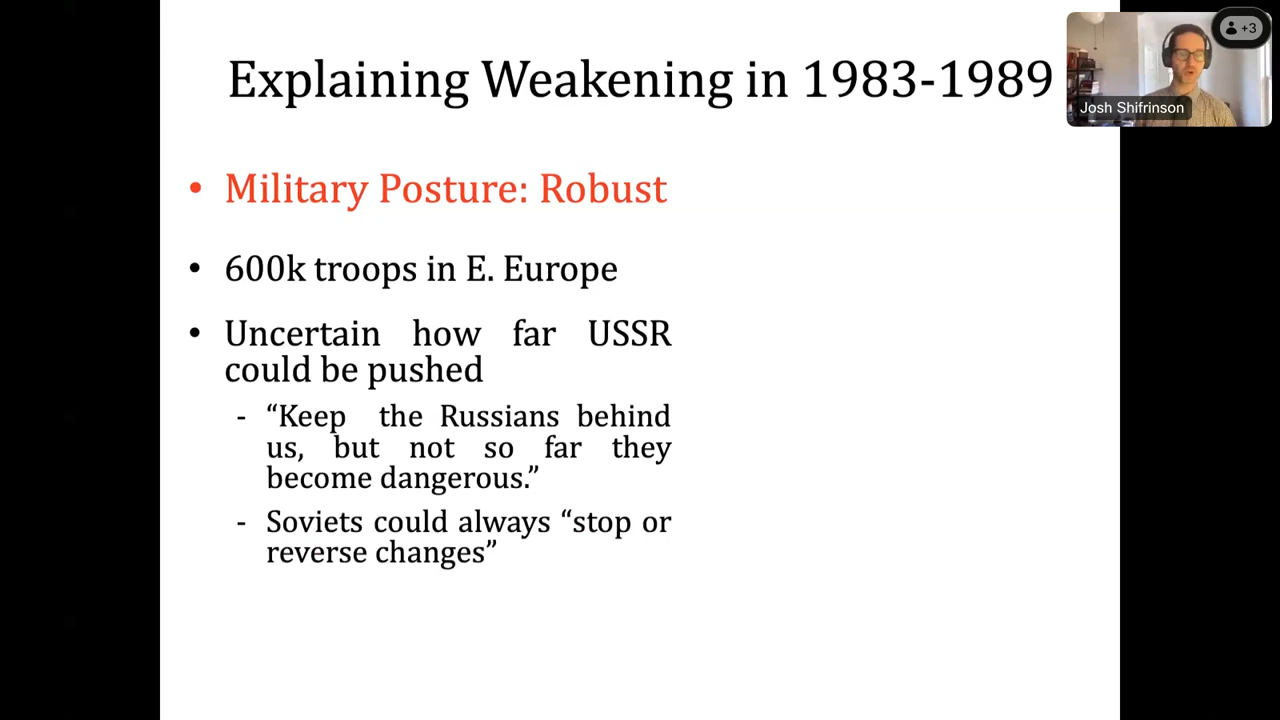 Explaining Weakening in 1983-1989
+3
Josh Shifrinson
• Military Posture: Robust
• 600k troops in E. Europe
• Uncertain how far USSR
could be pushed
- “Keep the Russians behind
us, but not so far they
become dangerous.”
- Soviets could always “stop or
reverse changes”